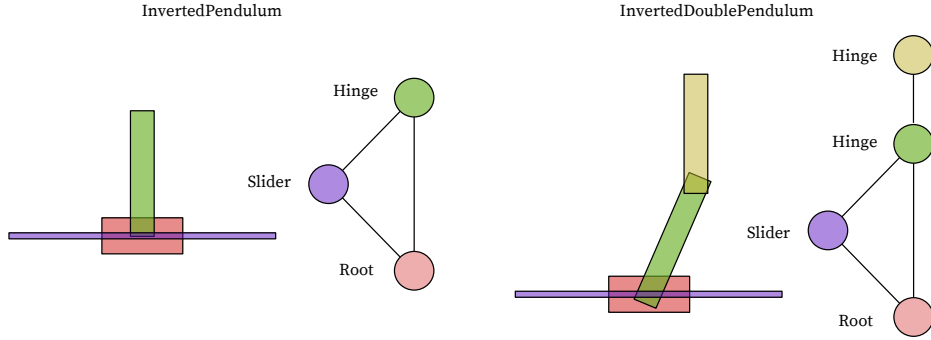 InvertedPendulum
Hinge
Slider
Root
InvertedDoublePendulum
Hinge
Hinge
Slider
Root